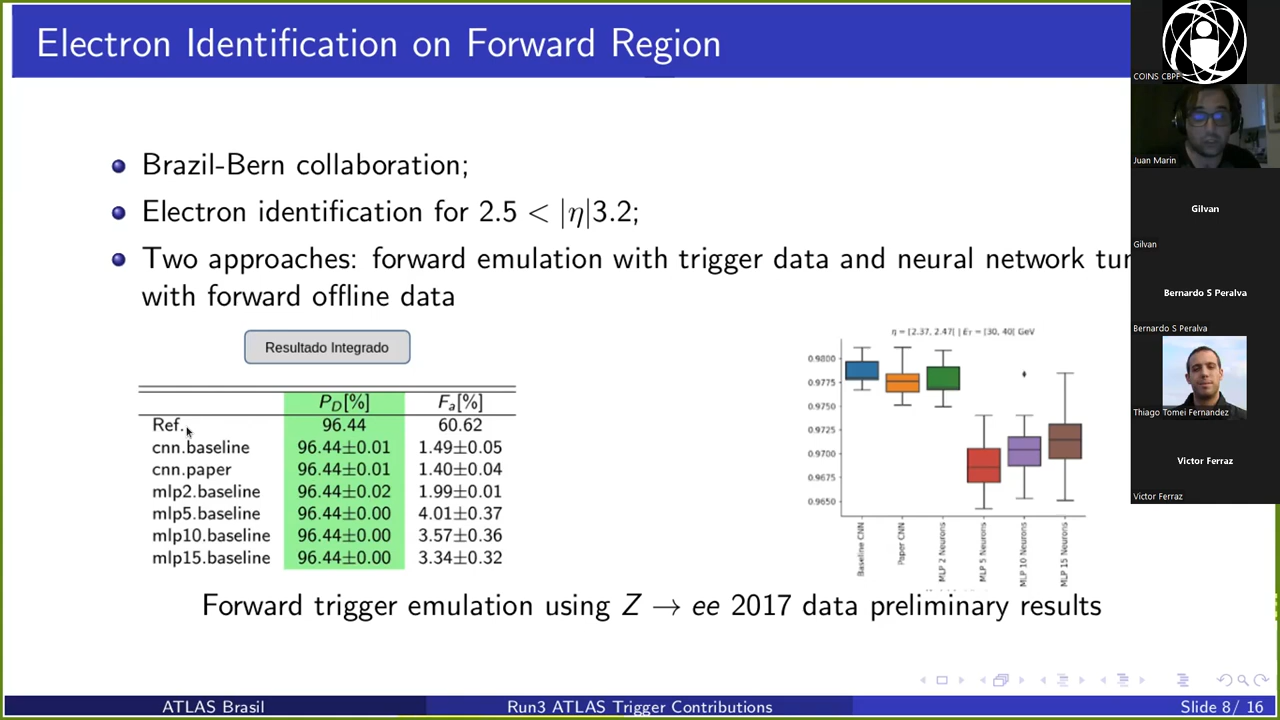 Electron Identification on Forward Region
Brazil-Bern collaboration;
Electron identification for 2.5 < |η|3.2;
Two approaches: forward emulation with trigger data and neural network
with forward offline data
Resultado Integrado
P_D[%] F_a[%]
Ref. 96.44 60.62
cnn.baseline 96.44±0.01 1.49±0.05
cnn.paper 96.44±0.01 1.40±0.04
mlp2.baseline 96.44±0.02 1.99±0.01
mlp5.baseline 96.44±0.00 4.01±0.37
mlp10.baseline 96.44±0.00 3.57±0.36
mlp15.baseline 96.44±0.00 3.34±0.32
η = [2.37, 2.47[ | E_T = [30, 40[ GeV
0.9800
0.9775
0.9750
0.9725
0.9700
0.9675
0.9650
Baseline CNN
Paper CNN
MLP 2 Neurons
MLP 5 Neurons
MLP 10 Neurons
MLP 15 Neurons
Forward trigger emulation using Z → ee 2017 data preliminary results
ATLAS Brasil
Run3 ATLAS Trigger Contributions
Slide 8/ 16
COINS CBPF
Juan Marin
Gilvan
Gilvan
Bernardo S Peralva
Bernardo S Peralva
Thiago Tomei Fernandez
Victor Ferraz
Victor Ferraz